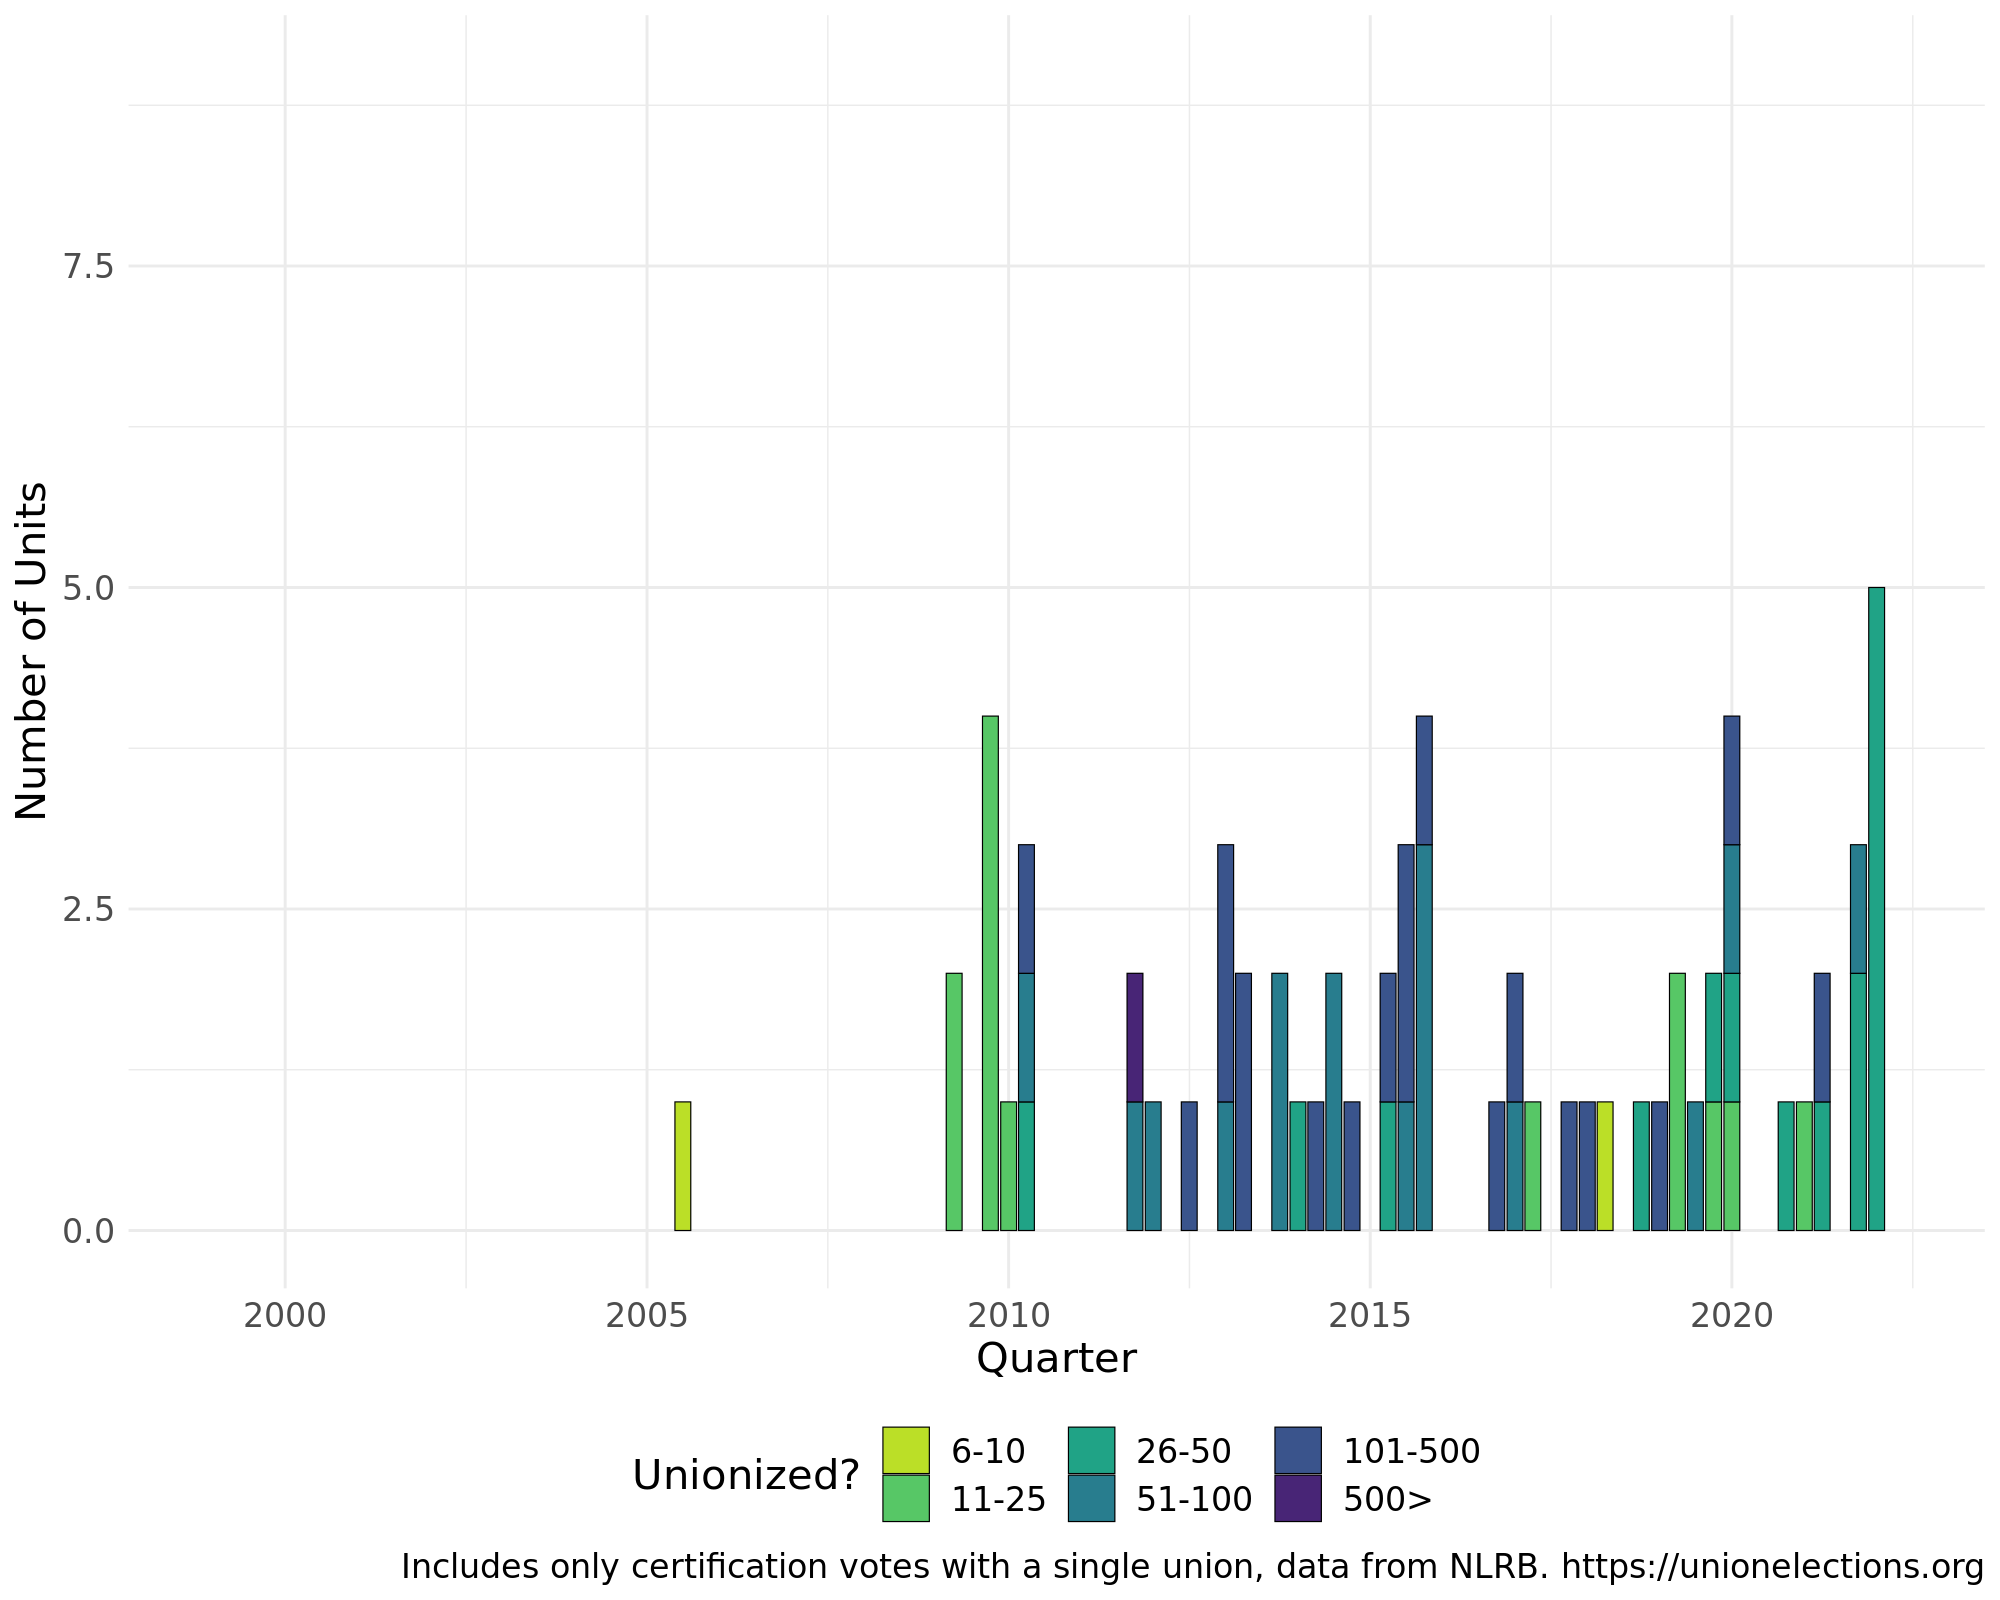 Number of Units
7.5
5.0
2.5
0.0
2000 2005 2010 2015 2020
Quarter
Unionized?
6-10 26-50 101-500
11-25 51-100 500>
Includes only certification votes with a single union, data from NLRB. https://unionelections.org